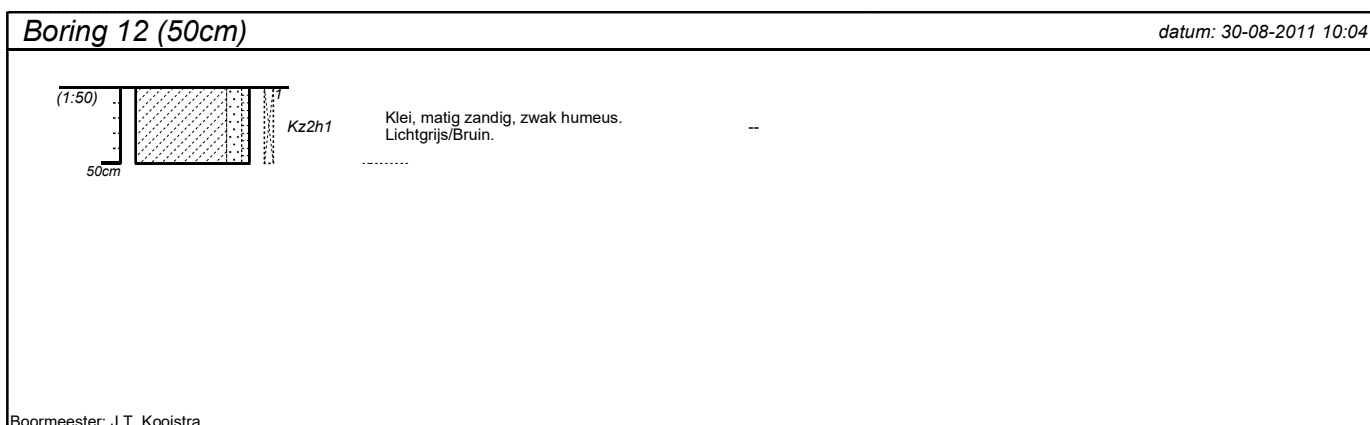 Boring 12 (50cm)
datum: 30-08-2011 10:04
(1:50)
1
Kz2h1
Klei, matig zandig, zwak humeus.
Lichtgrijs/Bruin.
--
50cm
Boormeester: J.T. Kooistra